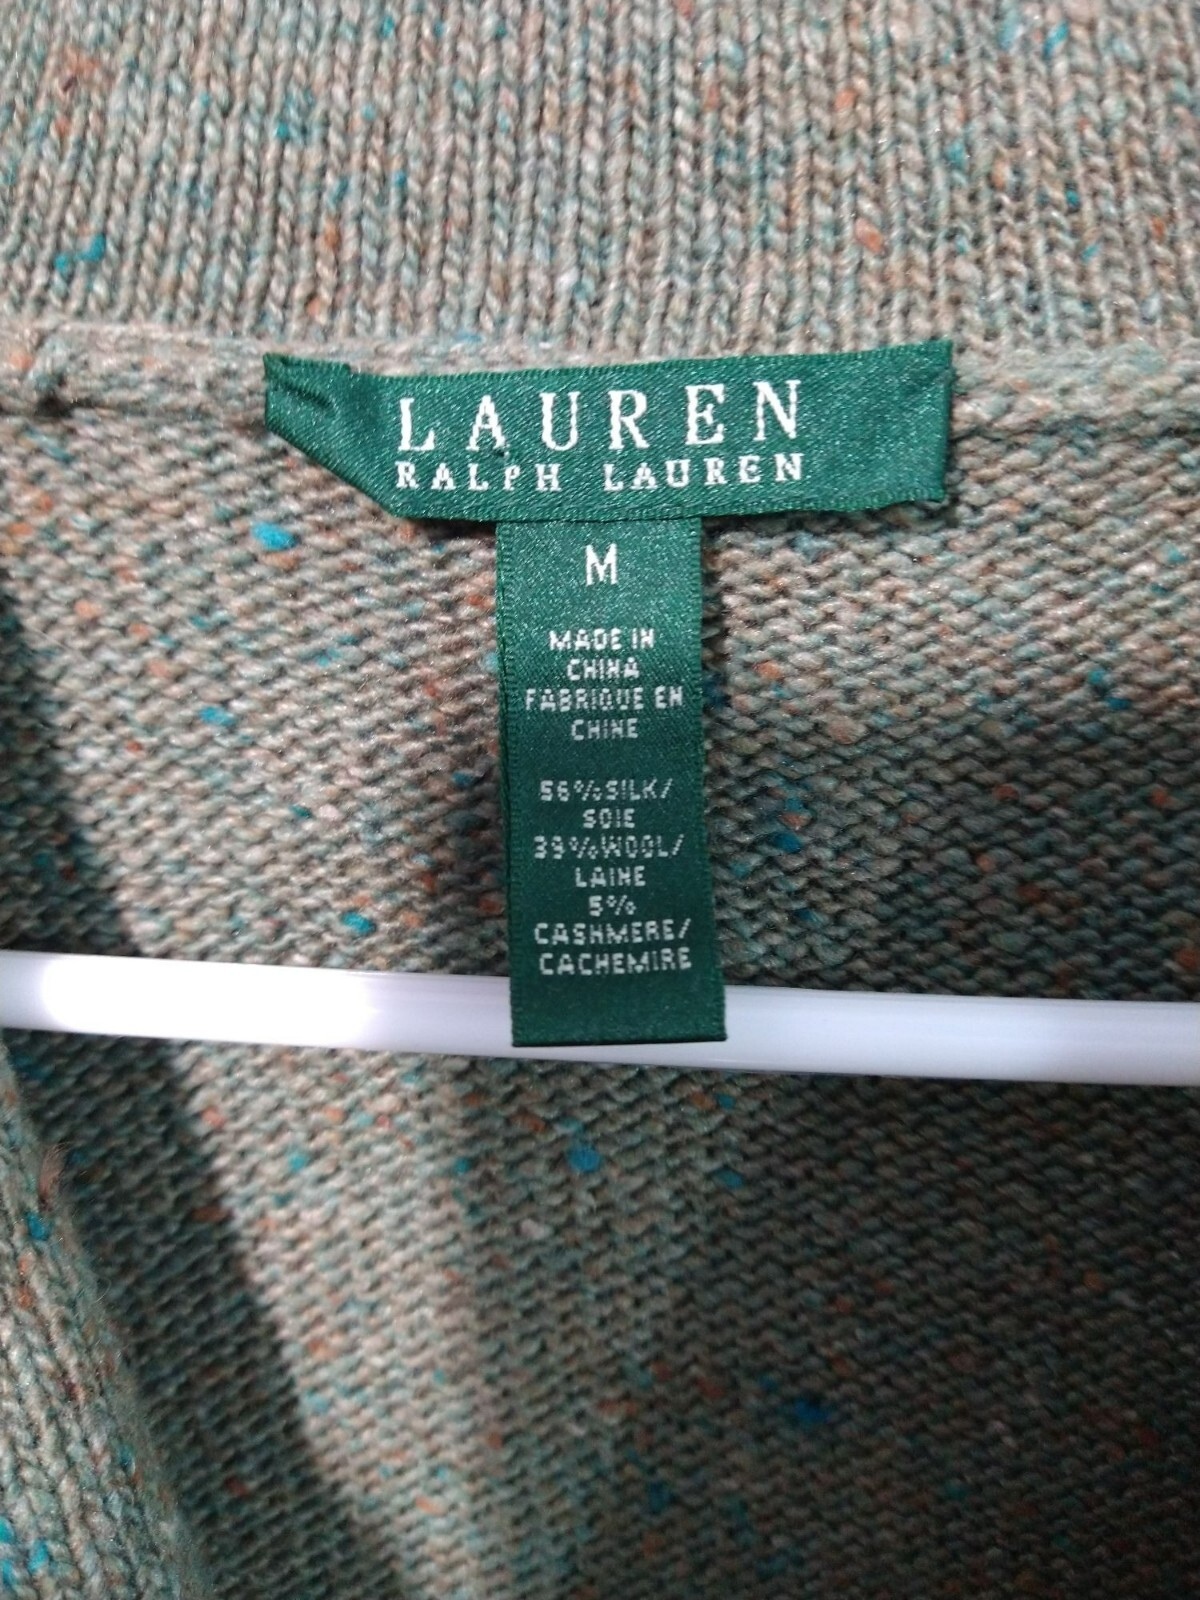 LAUREN
RALPH LAUREN
M
MADE IN
CHINA
FABRIQUE EN
CHINE
56%SILK/
SOIE
39%WOOL/
LAINE
5%
CASHMERE/
CACHEMIRE